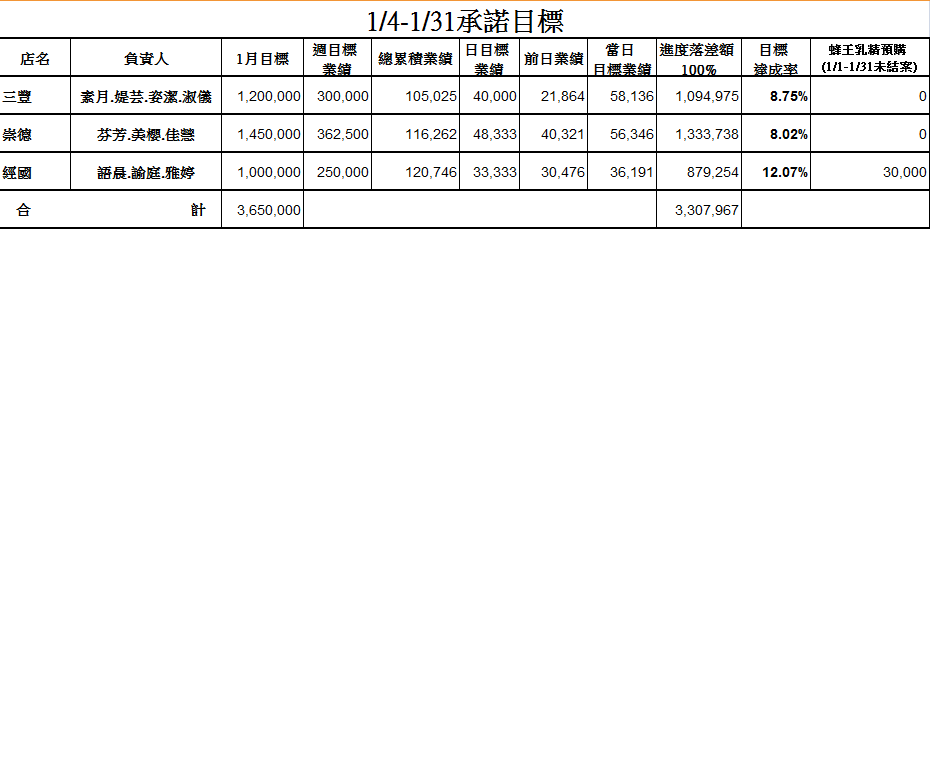 1/4-1/31承諾目標
店名 負責人 1月目標 週目標業績 總累積業績 日目標業績 前日業績 當日目標業績 進度落差額100% 目標達成率 蜂王乳精預購(1/1-1/31未結案)
三豐 素月.媞芸.姿潔.淑儀 1,200,000 300,000 105,025 40,000 21,864 58,136 1,094,975 8.75% 0
崇德 芬芳.美櫻.佳慧 1,450,000 362,500 116,262 48,333 40,321 56,346 1,333,738 8.02% 0
經國 語晨.諭庭.雅婷 1,000,000 250,000 120,746 33,333 30,476 36,191 879,254 12.07% 30,000
合計 3,650,000 3,307,967